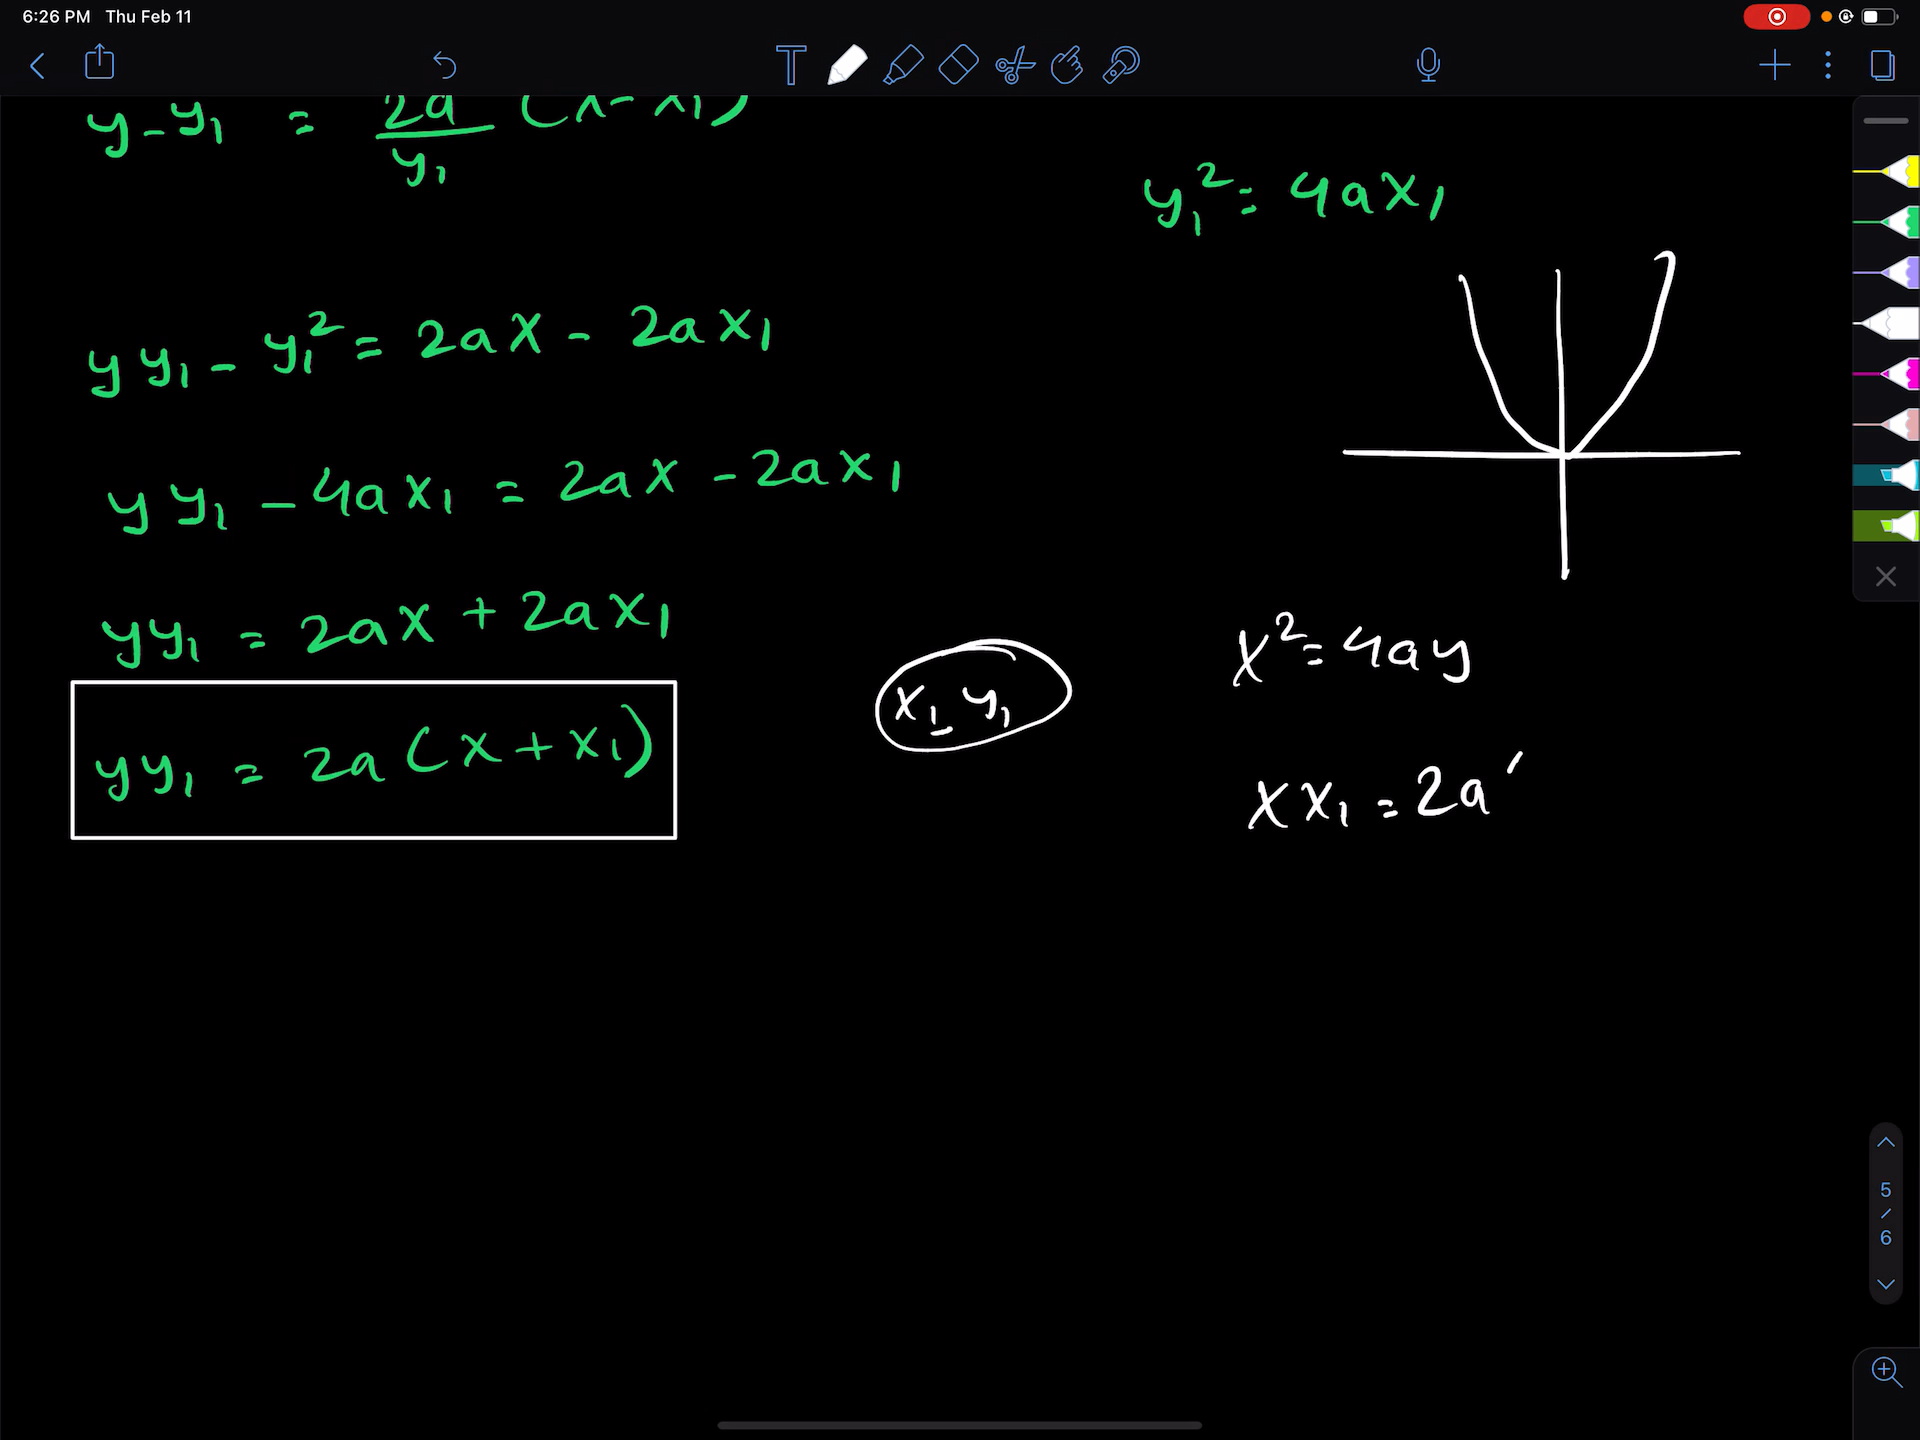 6:26 PM Thu Feb 11
y - y₁ = 2a/y₁ (x - x₁)
y₁² = 4ax₁
yy₁ - y₁² = 2ax - 2ax₁
yy₁ - 4ax₁ = 2ax - 2ax₁
yy₁ = 2ax + 2ax₁
x₁, y₁
x² = 4ay
yy₁ = 2a(x + x₁)
xx₁ = 2a
5
/
6